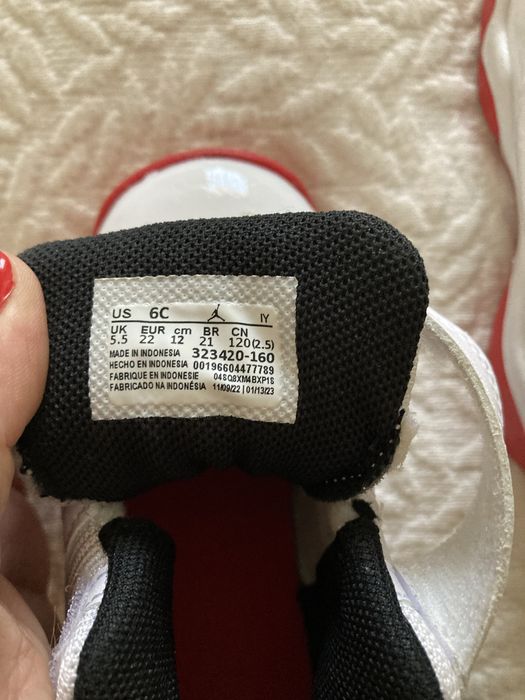 US 6C IY
UK EUR cm BR CN
5.5 22 12 21 120(2.5)
MADE IN INDONESIA 323420-160
HECHO EN INDONESIA 00196604477789
FABRIQUE EN INDONESIE 04SQ8XM4BXP1S
FABRICADO NA INDONÉSIA 11/09/22 | 01/13/23